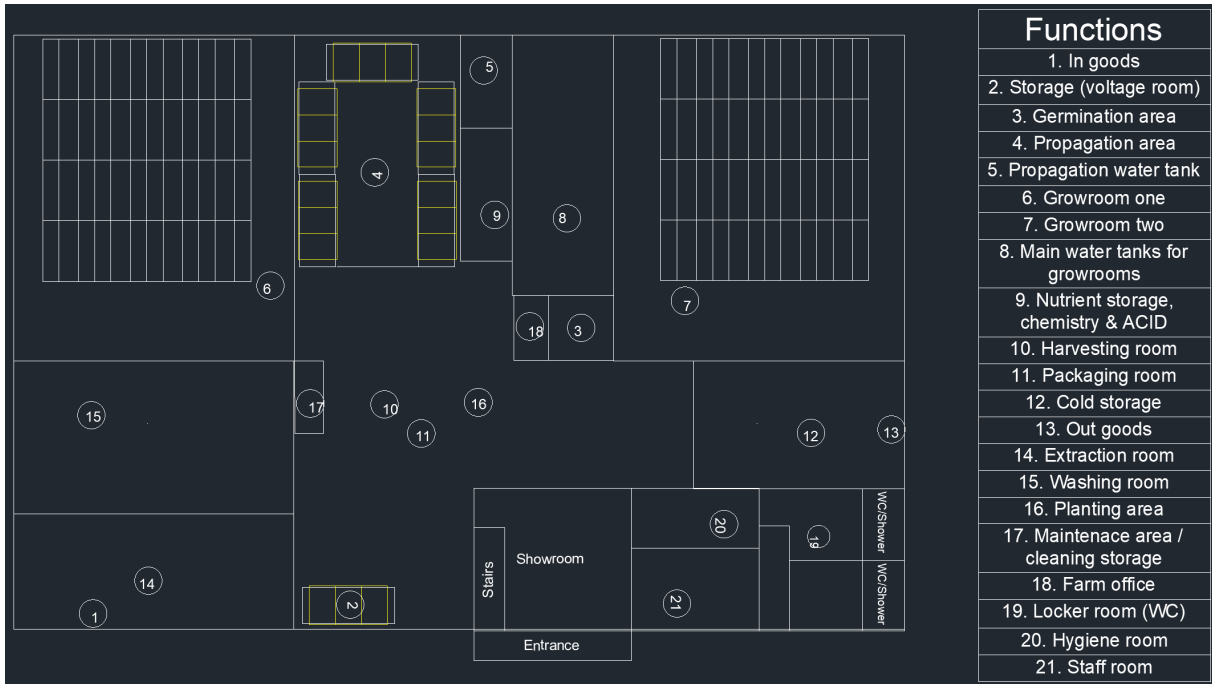 Functions
1. In goods
2. Storage (voltage room)
3. Germination area
4. Propagation area
5. Propagation water tank
6. Growroom one
7. Growroom two
8. Main water tanks for
growrooms
9. Nutrient storage,
chemistry & ACID
10. Harvesting room
11. Packaging room
12. Cold storage
13. Out goods
14. Extraction room
15. Washing room
16. Planting area
17. Maintenace area /
cleaning storage
18. Farm office
19. Locker room (WC)
20. Hygiene room
21. Staff room
5
4
9
8
6
7
18
3
17
10
16
15
11
12
13
20
19
WC/Shower
Showroom
Stairs
14
1
2
21
WC/Shower
Entrance